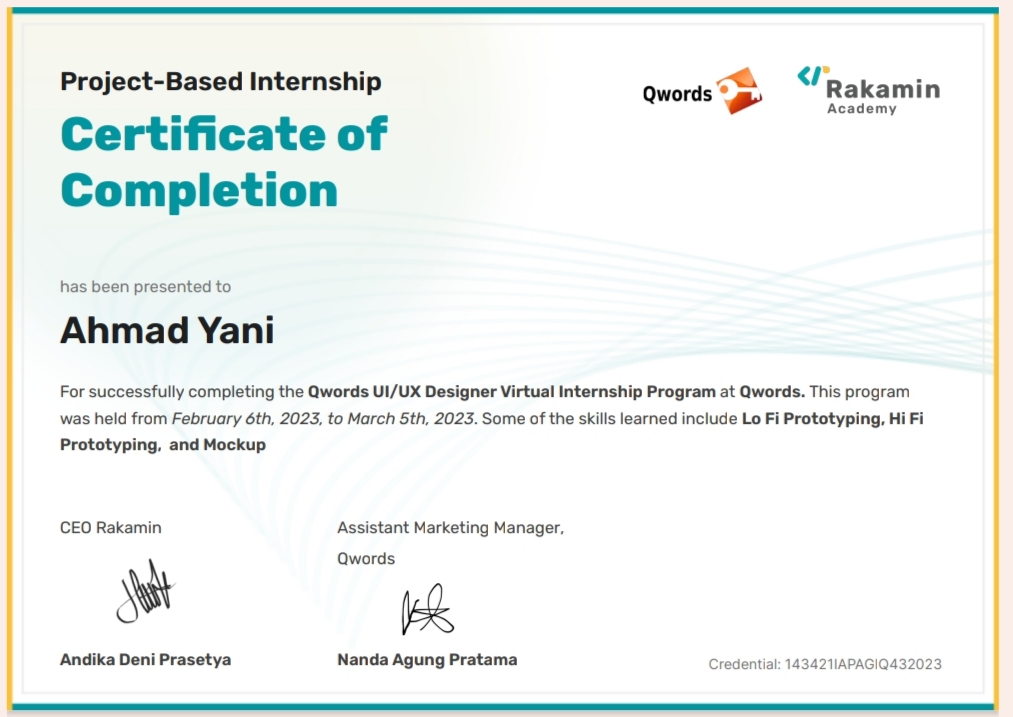 Project-Based Internship
Certificate of
Completion
Qwords
Rakamin
Academy
has been presented to
Ahmad Yani
For successfully completing the Qwords UI/UX Designer Virtual Internship Program at Qwords. This program
was held from February 6th, 2023, to March 5th, 2023. Some of the skills learned include Lo Fi Prototyping, Hi Fi
Prototyping, and Mockup
CEO Rakamin
Andika Deni Prasetya
Assistant Marketing Manager,
Qwords
Nanda Agung Pratama
Credential: 143421IAPAGIQ432023